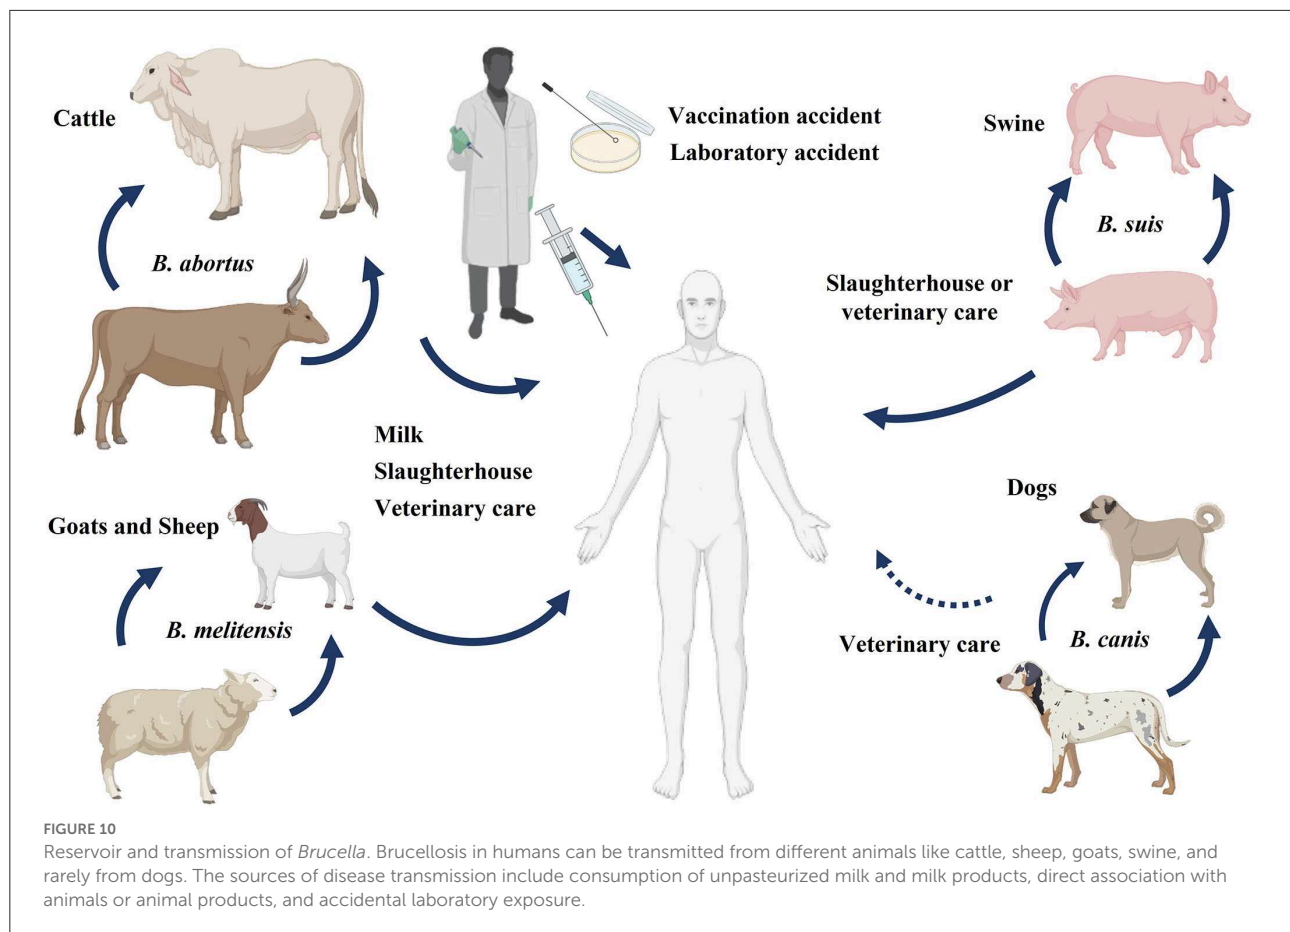 Cattle
Vaccination accident
Laboratory accident
Swine
B. abortus
B. suis
Slaughterhouse or
veterinary care
Milk
Slaughterhouse
Veterinary care
Goats and Sheep
Dogs
B. melitensis
Veterinary care
B. canis
FIGURE 10
Reservoir and transmission of Brucella. Brucellosis in humans can be transmitted from different animals like cattle, sheep, goats, swine, and
rarely from dogs. The sources of disease transmission include consumption of unpasteurized milk and milk products, direct association with
animals or animal products, and accidental laboratory exposure.